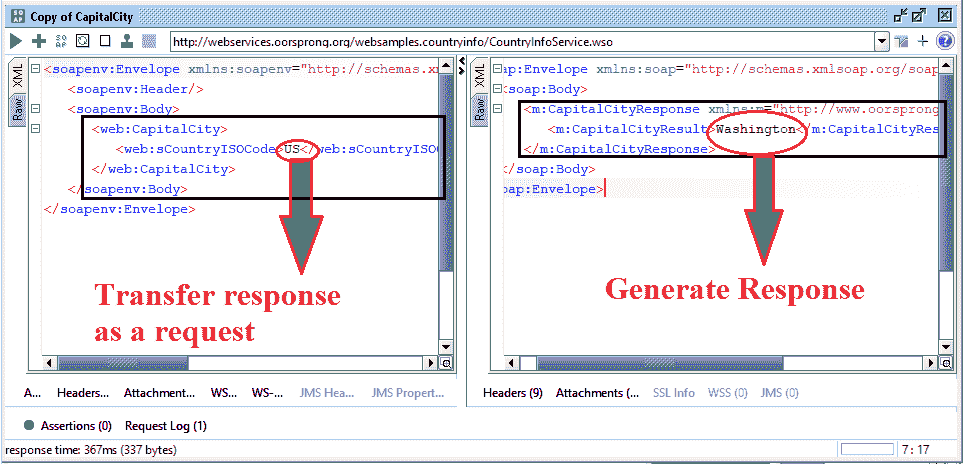 SO AP Copy of CapitalCity
http://webservices.oorsprong.org/websamples.countryinfo/CountryInfoService.wso
XML
Raw
<soapenv:Envelope xmlns:soapenv="http://schemas.xm
<soapenv:Header/>
<soapenv:Body>
<web:CapitalCity>
<web:sCountryISOCode>US</web:sCountryISOC
</web:CapitalCity>
</soapenv:Body>
</soapenv:Envelope>
Transfer response
as a request
XML
Raw
ap:Envelope xmlns:soap="http://schemas.xmlsoap.org/soap
<soap:Body>
<m:CapitalCityResponse xmlns:m="http://www.oorsprong
<m:CapitalCityResult>Washington</m:CapitalCityRes
</m:CapitalCityResponse>
</soap:Body>
oap:Envelope>
Generate Response
A... Headers... Attachment... WS... WS-... JMS Hea... JMS Propert...
Headers (9) Attachments (... SSL Info WSS (0) JMS (0)
Assertions (0) Request Log (1)
response time: 367ms (337 bytes) 7 : 17